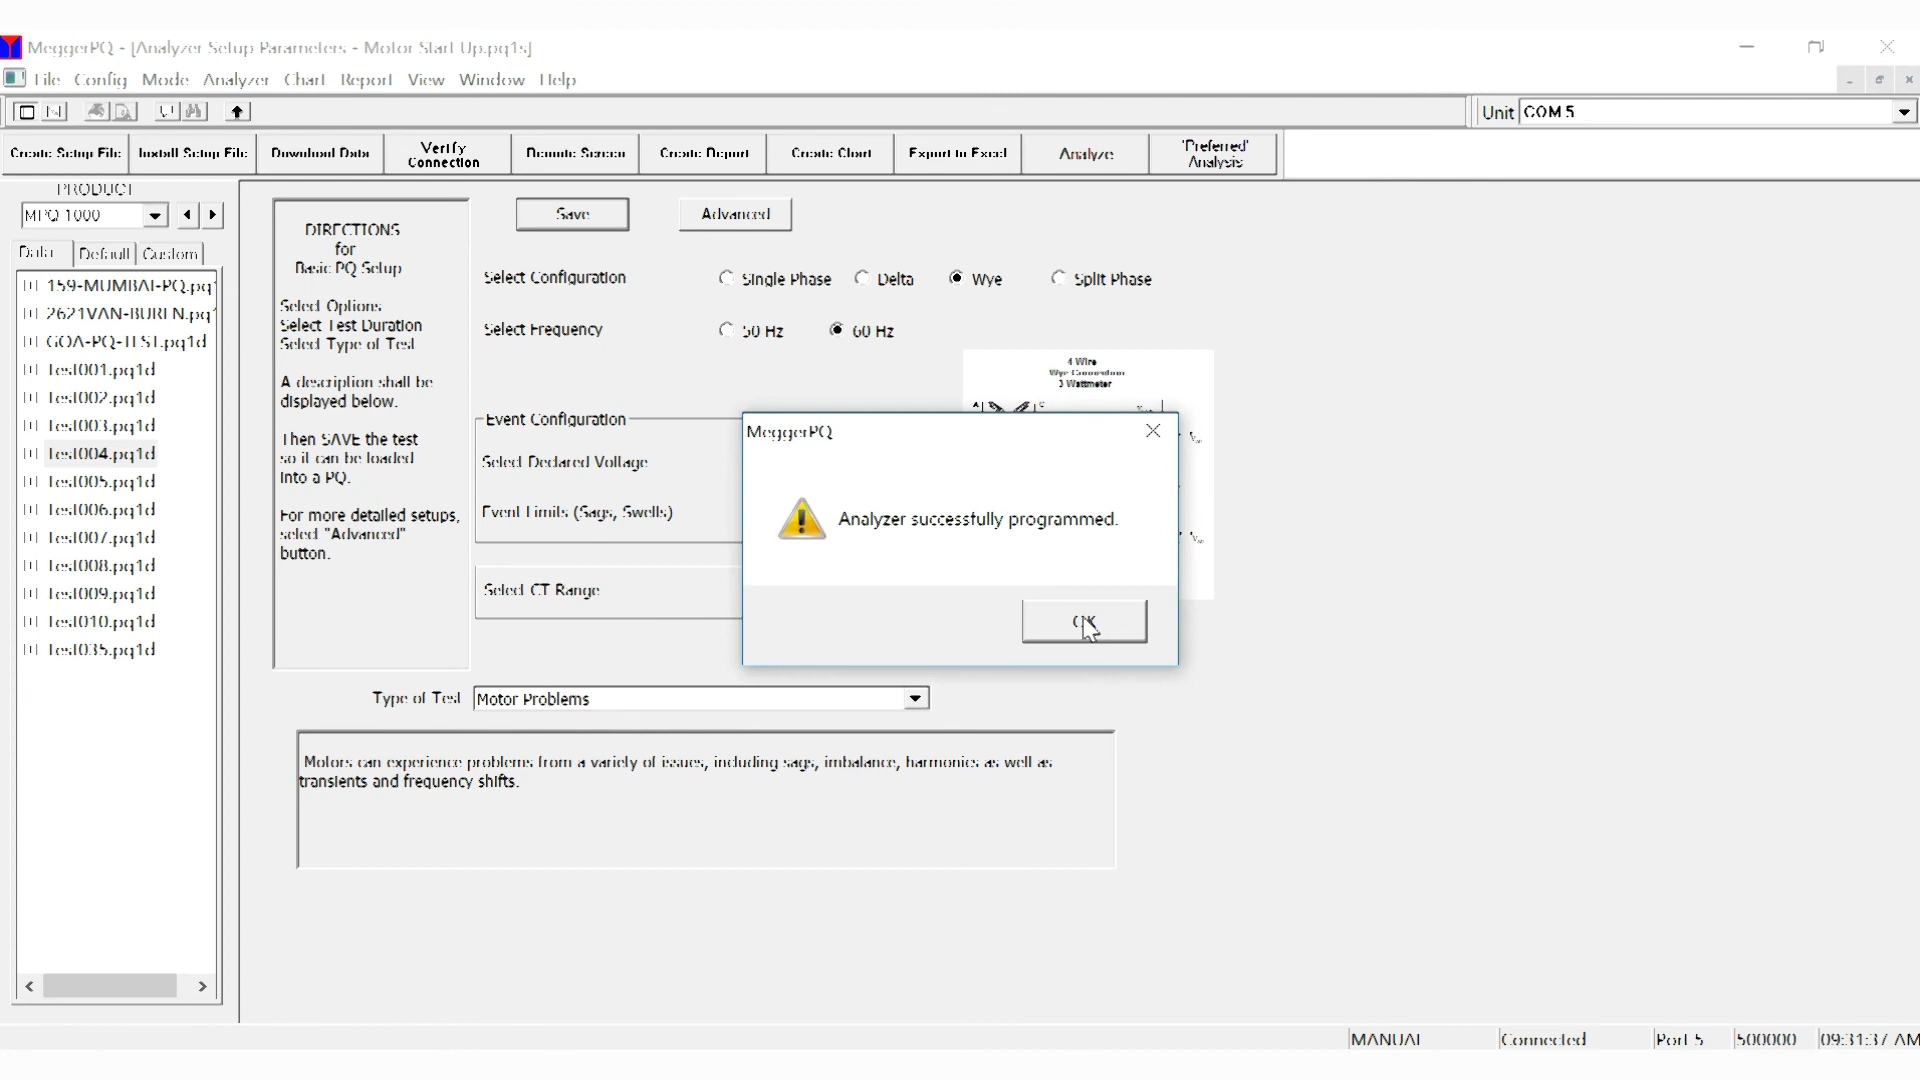 MeggerPQ - [Analyzer Setup Parameters - Motor Start Up.pq1s]
File Config Mode Analyzer Chart Report View Window Help
Unit COM 5
Create Setup File Install Setup File Download Data Verify Connection Remote Screen Create Report Create Chart Export to Excel Analyze 'Preferred' Analysis
PRODUCT
MPQ 1000
Data Default Custom
159-MUMBAI-PQ.pq1
2621VAN-BUREN.pq1
GOA-PQ-TEST.pq1d
Test001.pq1d
Test002.pq1d
Test003.pq1d
Test004.pq1d
Test005.pq1d
Test006.pq1d
Test007.pq1d
Test008.pq1d
Test009.pq1d
Test010.pq1d
Test035.pq1d
DIRECTIONS
for
Basic PQ Setup
Select Options
Select Test Duration
Select Type of Test
A description shall be
displayed below.
Then SAVE the test
so it can be loaded
into a PQ.
For more detailed setups,
select "Advanced"
button.
Save Advanced
Select Configuration Single Phase Delta Wye Split Phase
Select Frequency 50 Hz 60 Hz
4 Wire
Wye Connection
3 Wattmeter
A C
Event Configuration
Select Declared Voltage
Event Limits (Sags, Swells)
Select CT Range
MeggerPQ
Analyzer successfully programmed.
OK
Type of Test Motor Problems
Motors can experience problems from a variety of issues, including sags, imbalance, harmonics as well as
transients and frequency shifts.
MANUAL Connected Port 5 500000 09:31:37 AM